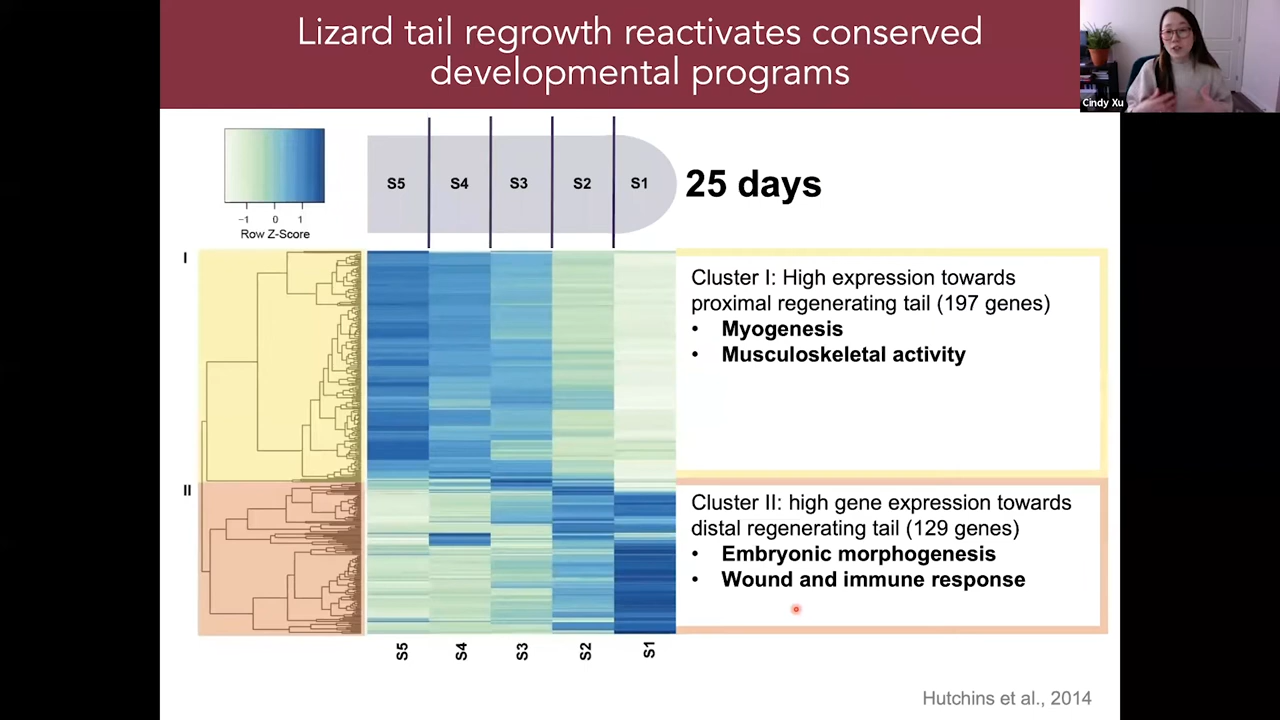 Lizard tail regrowth reactivates conserved
developmental programs
Cindy Xu
S5
S4
S3
S2
S1
25 days
−1
0
1
Row Z-Score
I
Cluster I: High expression towards
proximal regenerating tail (197 genes)
• Myogenesis
• Musculoskeletal activity
II
Cluster II: high gene expression towards
distal regenerating tail (129 genes)
• Embryonic morphogenesis
• Wound and immune response
S5
S4
S3
S2
S1
Hutchins et al., 2014